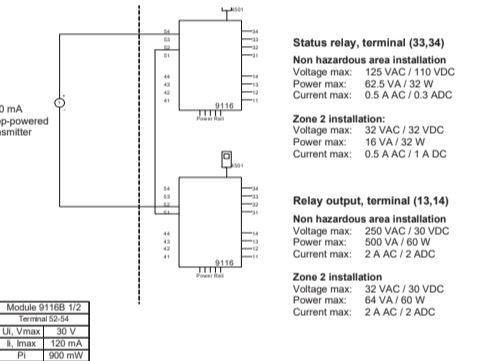 4501
54
53
52
51
44
43
42
41
34
33
32
31
14
13
12
11
9116
Power Rail
0 mA
p-powered
nsmitter
4501
54
53
52
51
44
43
42
41
34
33
32
31
14
13
12
11
9116
Power Rail
Status relay, terminal (33,34)
Non hazardous area installation
Voltage max: 125 VAC / 110 VDC
Power max: 62.5 VA / 32 W
Current max: 0.5 A AC / 0.3 ADC
Zone 2 installation:
Voltage max: 32 VAC / 32 VDC
Power max: 16 VA / 32 W
Current max: 0.5 A AC / 1 A DC
Relay output, terminal (13,14)
Non hazardous area installation
Voltage max: 250 VAC / 30 VDC
Power max: 500 VA / 60 W
Current max: 2 A AC / 2 ADC
Zone 2 installation
Voltage max: 32 VAC / 30 VDC
Power max: 64 VA / 60 W
Current max: 2 A AC / 2 ADC
Module 9116B 1/2
Terminal 52-54
Ui, Vmax 30 V
Ii, Imax 120 mA
Pi 900 mW